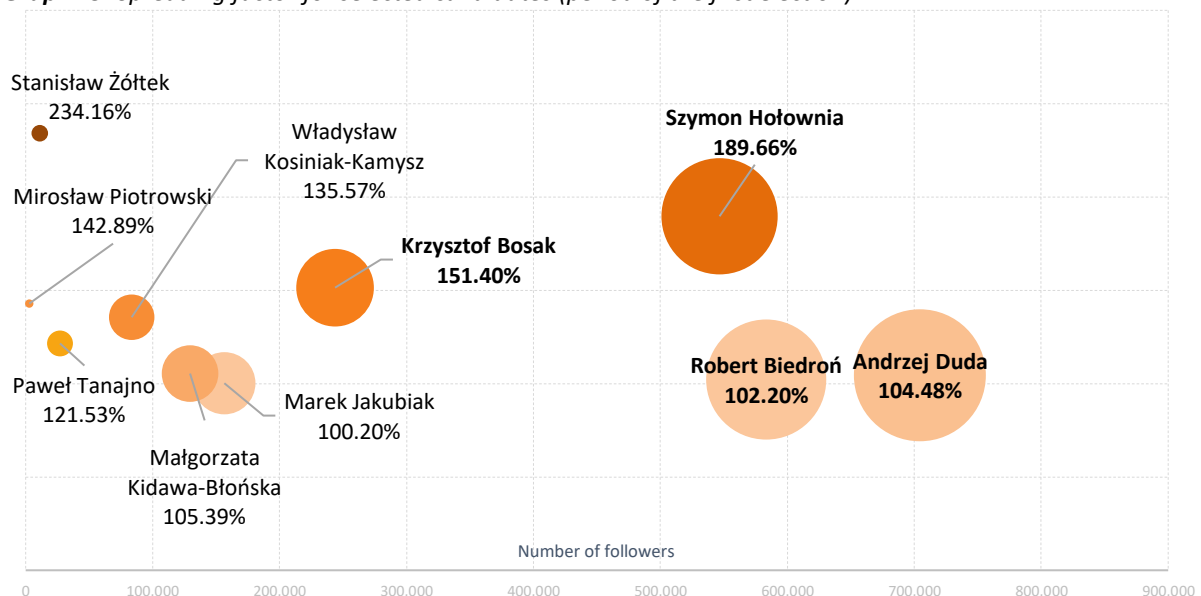 Stanisław Żółtek
234.16%
Szymon Hołownia
189.66%
Władysław
Kosiniak-Kamysz
135.57%
Mirosław Piotrowski
142.89%
Krzysztof Bosak
151.40%
Robert Biedroń
102.20%
Andrzej Duda
104.48%
Paweł Tanajno
121.53%
Marek Jakubiak
100.20%
Małgorzata
Kidawa-Błońska
105.39%
Number of followers
0 100.000 200.000 300.000 400.000 500.000 600.000 700.000 800.000 900.000